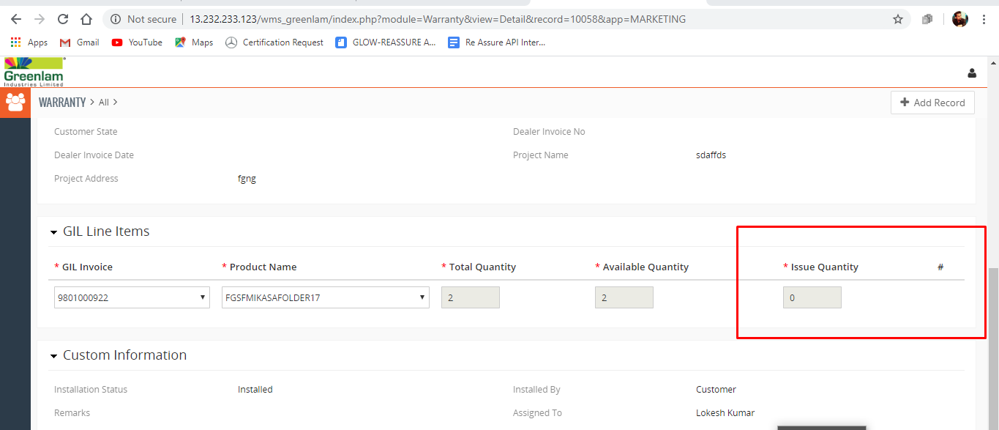 Not secure | 13.232.233.123/wms_greenlam/index.php?module=Warranty&view=Detail&record=10058&app=MARKETING
Apps Gmail YouTube Maps Certification Request GLOW-REASSURE A... Re Assure API Inter...
Greenlam
Industries Limited
WARRANTY > All > + Add Record
Customer State Dealer Invoice No
Dealer Invoice Date Project Name sdaffds
Project Address fgng
GIL Line Items
* GIL Invoice * Product Name * Total Quantity * Available Quantity * Issue Quantity #
9801000922 FGSFMIKASAFOLDER17 2 2 0
Custom Information
Installation Status Installed Installed By Customer
Remarks Assigned To Lokesh Kumar